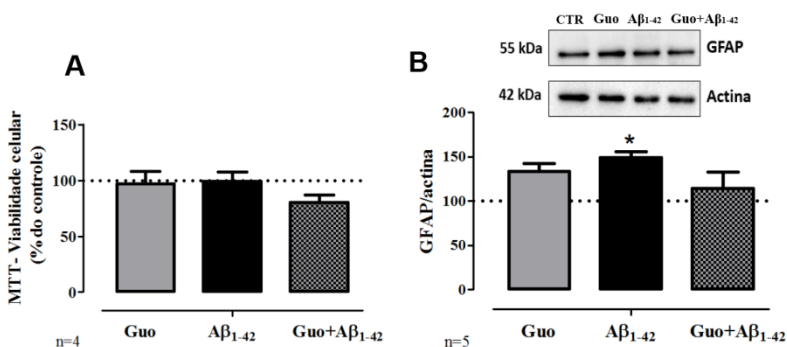 A
MTT- Viabilidade celular
(% do controle)
150
100
50
0
Guo
Aβ₁₋₄₂
Guo+Aβ₁₋₄₂
n=4
B
CTR Guo Aβ₁₋₄₂ Guo+Aβ₁₋₄₂
55 kDa GFAP
42 kDa Actina
GFAP/actina
200
150
100
50
0
*
Guo
Aβ₁₋₄₂
Guo+Aβ₁₋₄₂
n=5